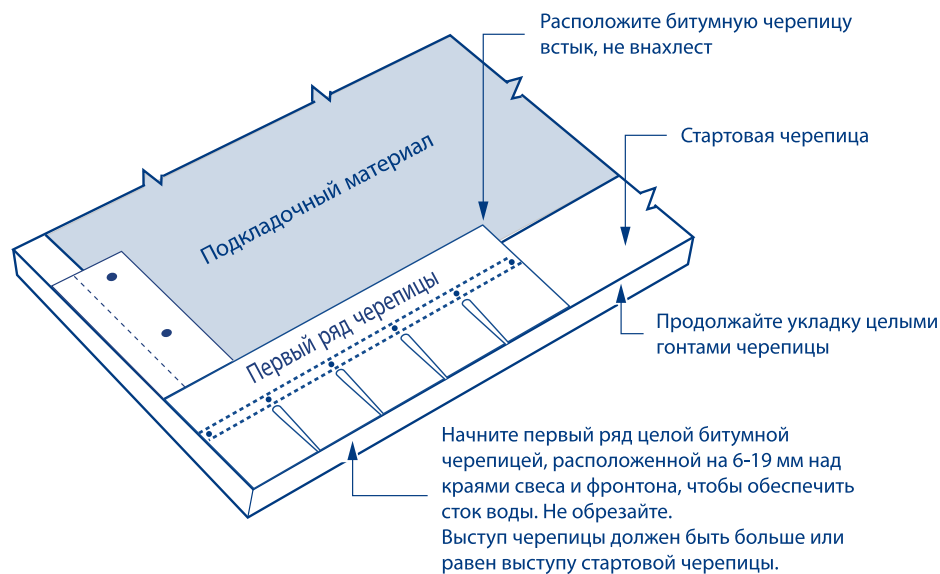 Расположите битумную черепицу
встык, не внахлест
Стартовая черепица
Подкладочный материал
Первый ряд черепицы
Продолжайте укладку целыми
гонтами черепицы
Начните первый ряд целой битумной
черепицей, расположенной на 6-19 мм над
краями свеса и фронтона, чтобы обеспечить
сток воды. Не обрезайте.
Выступ черепицы должен быть больше или
равен выступу стартовой черепицы.